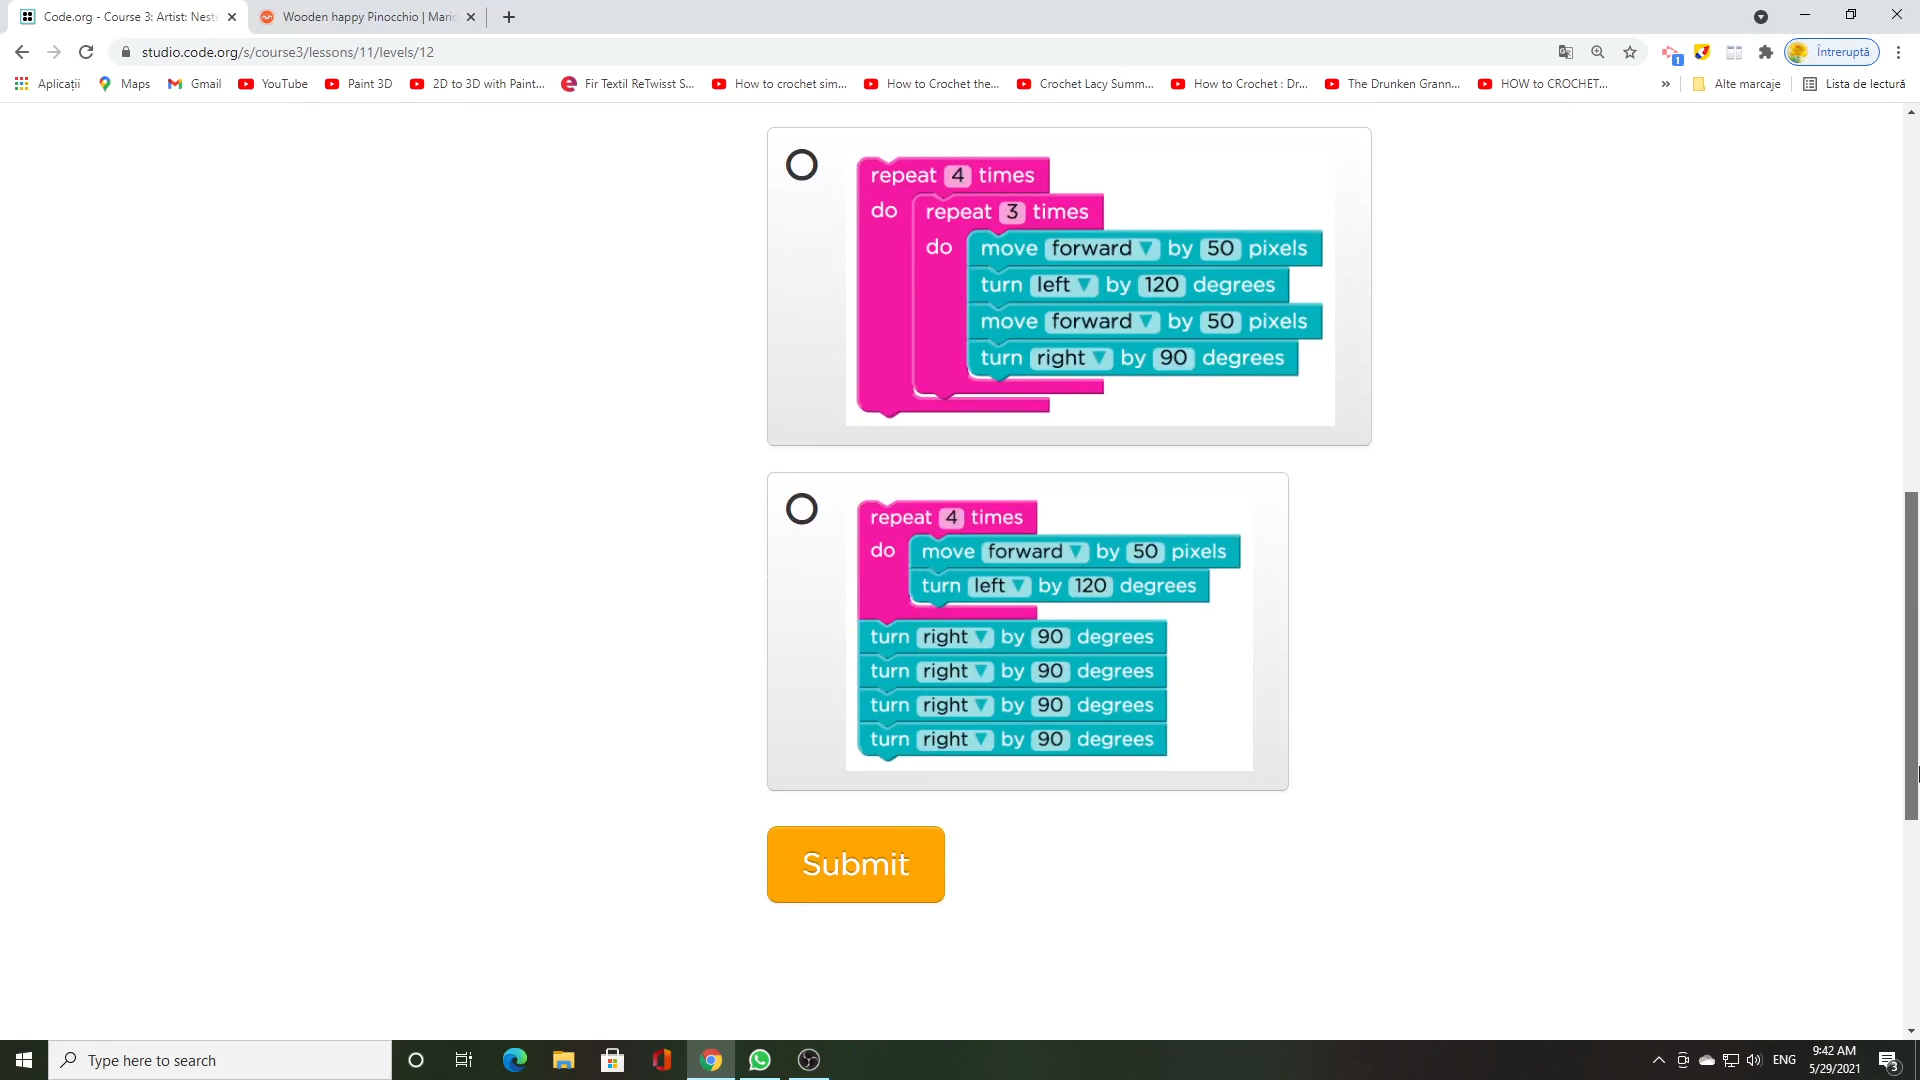 Code.org - Course 3: Artist: Neste
Wooden happy Pinocchio | Mario
studio.code.org/s/course3/lessons/11/levels/12
1
Întreruptă
Aplicații
Maps
Gmail
YouTube
Paint 3D
2D to 3D with Paint...
Fir Textil ReTwisst S...
How to crochet sim...
How to Crochet the...
Crochet Lacy Summ...
How to Crochet : Dr...
The Drunken Grann...
HOW to CROCHET...
»
Alte marcaje
Lista de lectură
repeat 4 times
do repeat 3 times
do move forward by 50 pixels
turn left by 120 degrees
move forward by 50 pixels
turn right by 90 degrees
repeat 4 times
do move forward by 50 pixels
turn left by 120 degrees
turn right by 90 degrees
turn right by 90 degrees
turn right by 90 degrees
turn right by 90 degrees
Submit
Type here to search
ENG
9:42 AM
5/29/2021
3